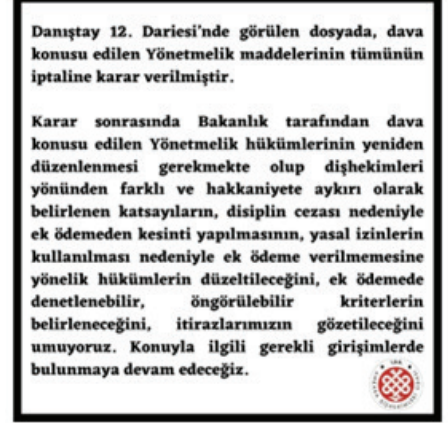 Danıştay 12. Dariesi'nde görülen dosyada, dava
konusu edilen Yönetmelik maddelerinin tümünün
iptaline karar verilmiştir.
Karar sonrasında Bakanlık tarafından dava
konusu edilen Yönetmelik hükümlerinin yeniden
düzenlenmesi gerekmekte olup dişhekimleri
yönünden farklı ve hakkaniyete aykırı olarak
belirlenen katsayıların, disiplin cezası nedeniyle
ek ödemeden kesinti yapılmasının, yasal izinlerin
kullanılması nedeniyle ek ödeme verilmemesine
yönelik hükümlerin düzeltileceğini, ek ödemede
denetlenebilir, öngörülebilir kriterlerin
belirleneceğini, itirazlarımızın gözetileceğini
umuyoruz. Konuyla ilgili gerekli girişimlerde
bulunmaya devam edeceğiz.